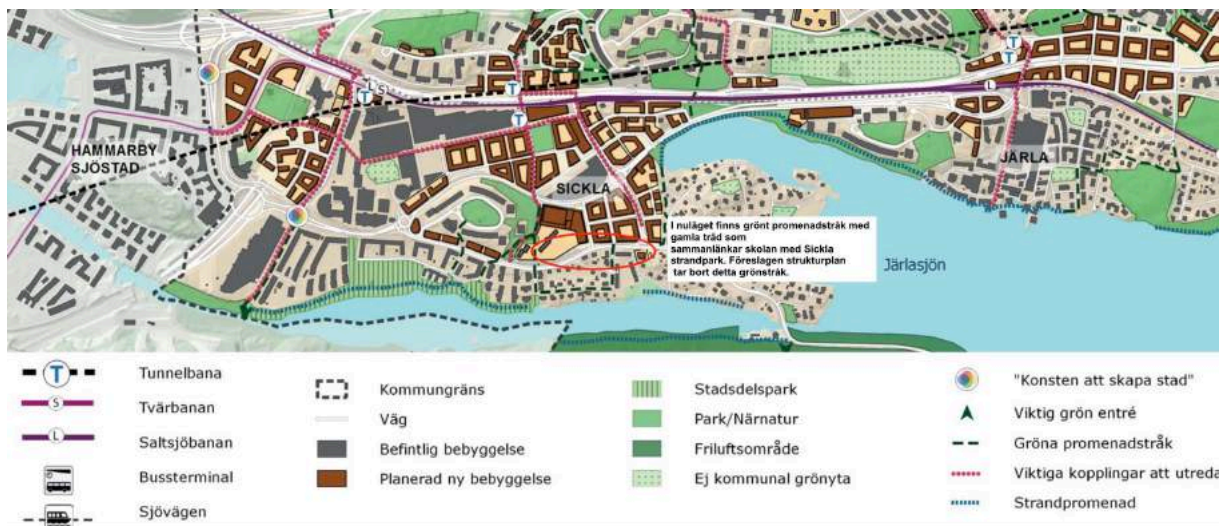 HAMMARBY
SJÖSTAD
SICKLA
JÄRLA
Järlasjön
I nuläget finns grönt promenadstråk med
gamla träd som
sammanlänkar skolan med Sickla
strandpark. Föreslagen strukturplan
tar bort detta grönstråk.
T
L
S
T
T
T
T
L
T
Tunnelbana
S
Tvärbanan
L
Saltsjöbanan
Bussterminal
Sjövägen
Kommungräns
Väg
Befintlig bebyggelse
Planerad ny bebyggelse
Stadsdelspark
Park/Närnatur
Friluftsområde
Ej kommunal grönyta
"Konsten att skapa stad"
Viktig grön entré
Gröna promenadstråk
Viktiga kopplingar att utreda
Strandpromenad